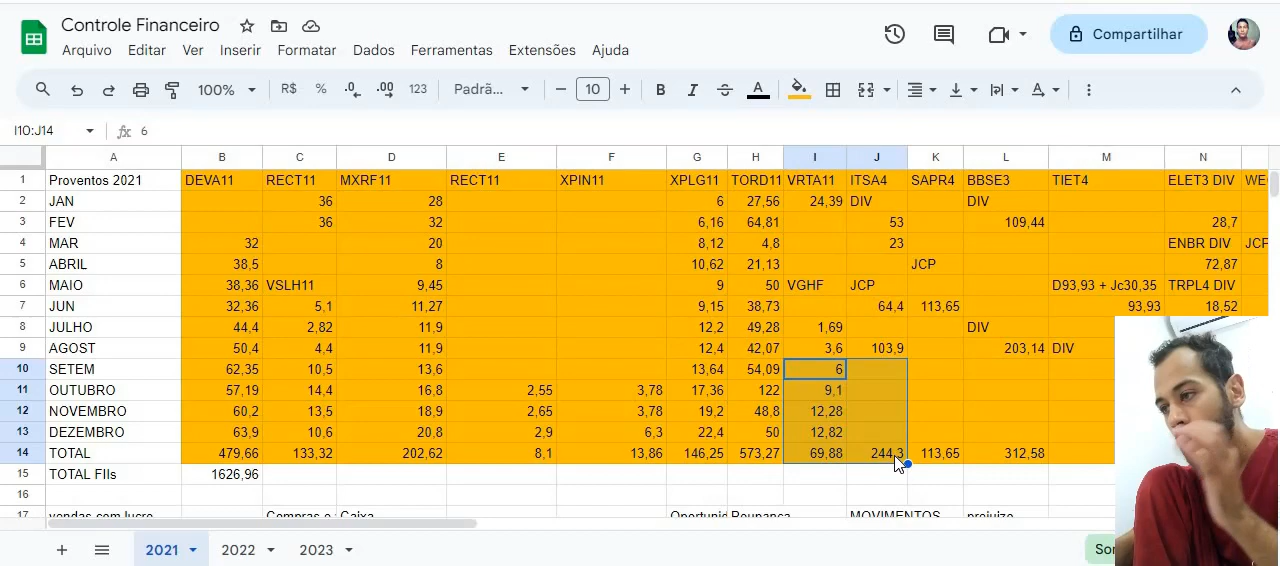 Controle Financeiro
Arquivo Editar Ver Inserir Formatar Dados Ferramentas Extensões Ajuda
Compartilhar
100% R$ % .0 .00 123 Padrã... 10 B I A
I10:J14 fx 6
A B C D E F G H I J K L M N
1 Proventos 2021 DEVA11 RECT11 MXRF11 RECT11 XPIN11 XPLG11 TORD11 VRTA11 ITSA4 SAPR4 BBSE3 TIET4 ELET3 DIV
2 JAN 36 28 6 27,56 24,39 DIV DIV
3 FEV 36 32 6,16 64,81 53 109,44 28,7
4 MAR 32 20 8,12 4,8 23 ENBR DIV JCF
5 ABRIL 38,5 8 10,62 21,13 JCP 72,87
6 MAIO 38,36 VSLH11 9,45 9 50 VGHF JCP D93,93 + Jc30,35 TRPL4 DIV
7 JUN 32,36 5,1 11,27 9,15 38,73 64,4 113,65 93,93 18,52
8 JULHO 44,4 2,82 11,9 12,2 49,28 1,69 DIV
9 AGOST 50,4 4,4 11,9 12,4 42,07 3,6 103,9 203,14 DIV
10 SETEM 62,35 10,5 13,6 13,64 54,09 6
11 OUTUBRO 57,19 14,4 16,8 2,55 3,78 17,36 122 9,1
12 NOVEMBRO 60,2 13,5 18,9 2,65 3,78 19,2 48,8 12,28
13 DEZEMBRO 63,9 10,6 20,8 2,9 6,3 22,4 50 12,82
14 TOTAL 479,66 133,32 202,62 8,1 13,86 146,25 573,27 69,88 244,3 113,65 312,58
15 TOTAL FIIs 1626,96
16
17 vendas com lucro Compras e Caixa Oportunid Poupança MOVIMENTOS prejuizo
2021 2022 2023